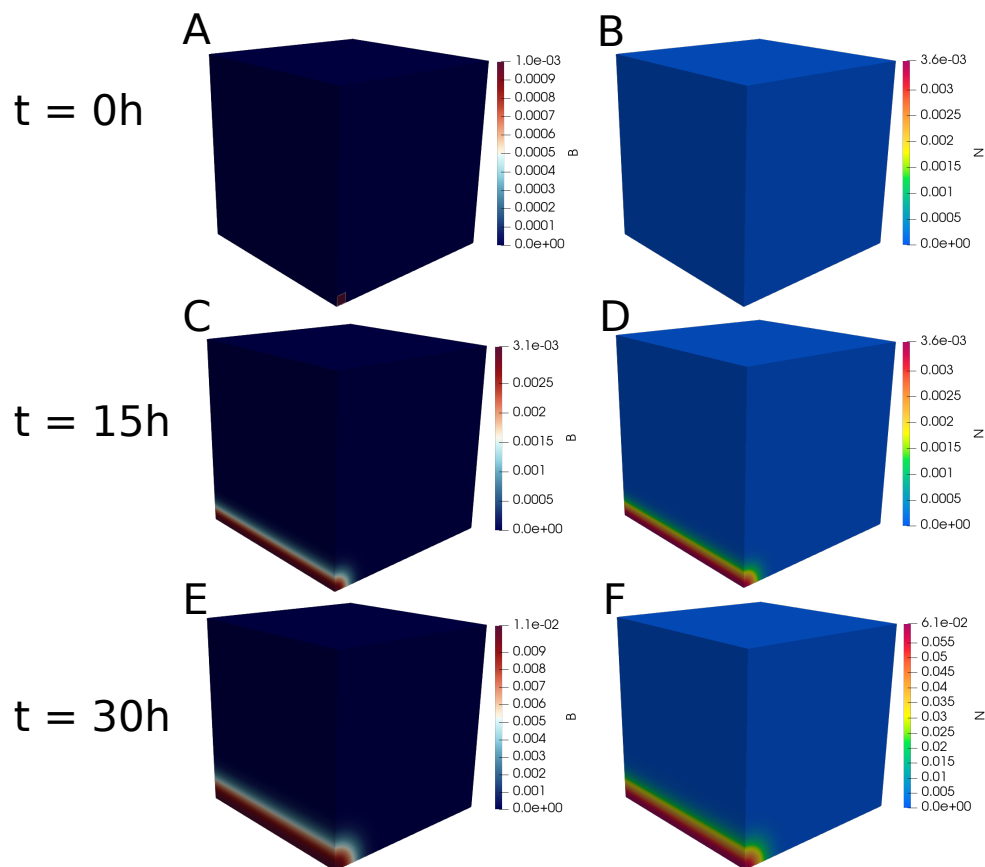 A
1.0e-03
0.0009
0.0008
0.0007
0.0006
0.0005
0.0004
0.0003
0.0002
0.0001
0.0e+00
B
B
3.6e-03
0.003
0.0025
0.002
0.0015
0.001
0.0005
0.0e+00
N
t = 0h
C
3.1e-03
0.0025
0.002
0.0015
0.001
0.0005
0.0e+00
B
D
3.6e-03
0.003
0.0025
0.002
0.0015
0.001
0.0005
0.0e+00
N
t = 15h
E
1.1e-02
0.009
0.008
0.007
0.006
0.005
0.004
0.003
0.002
0.001
0.0e+00
B
F
6.1e-02
0.055
0.05
0.045
0.04
0.035
0.03
0.025
0.02
0.015
0.01
0.005
0.0e+00
N
t = 30h